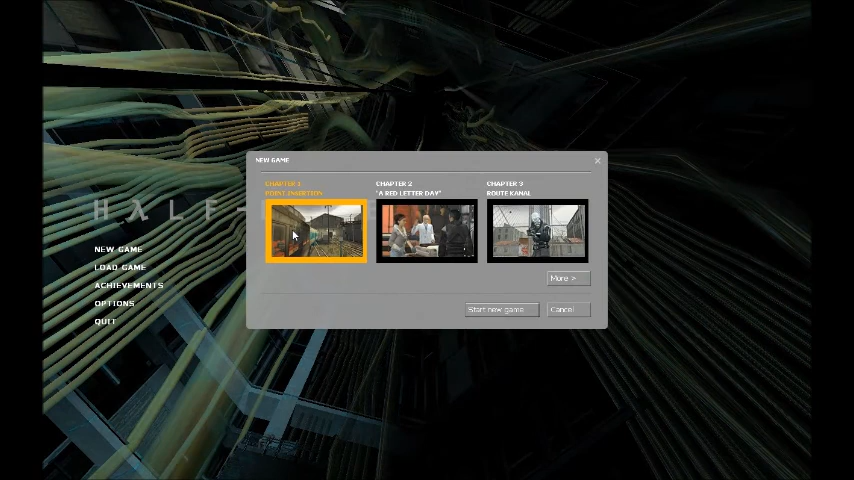 NEW GAME
CHAPTER 1
POINT INSERTION
CHAPTER 2
"A RED LETTER DAY"
CHAPTER 3
ROUTE KANAL
HALF-
NEW GAME
LOAD GAME
ACHIEVEMENTS
OPTIONS
QUIT
More >
Start new game
Cancel